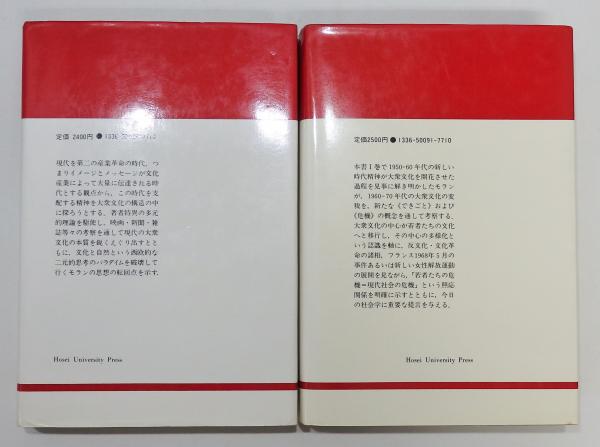 定価 2400円 ● 1336-
現代を第二の産業革命の時代，つ
まりイメージとメッセージが文化
産業によって大量に伝達される時
代とする観点から，この時代を支
配する精神を大衆文化の構造の中
に探ろうとする。著者特異の多元
的理論を駆使し，映画・新聞・雑
誌等々の考察を通して現代の大衆
文化の本質を鋭くえぐり出すとと
もに，文化と自然という西欧的な
二元的思考のパラダイムを破壊して
行くモランの思想の転回点を示す。
Hosei University Press
定価2500円 ● 1336-50091-7710
本書Ⅰ巻で1950-60年代の新しい
時代精神が大衆文化を開花させた
過程を見事に解き明かしたモラン
が，1960-70年代の大衆文化の変
貌を，新たな《できごと》および
《危機》の概念を通して考察する。
大衆文化の中心が若者たちの文化
へと移行し，その中心の多様化と
いう認識を軸に，反文化・文化革
命の諸相，フランス1968年5月の
事件あるいは新しい女性解放運動
の展開を見ながら，「若者たちの危
機＝現代社会の危機」という照応
関係を明確に示すとともに，今日
の社会学に重要な提言を与える。
Hosei University Press